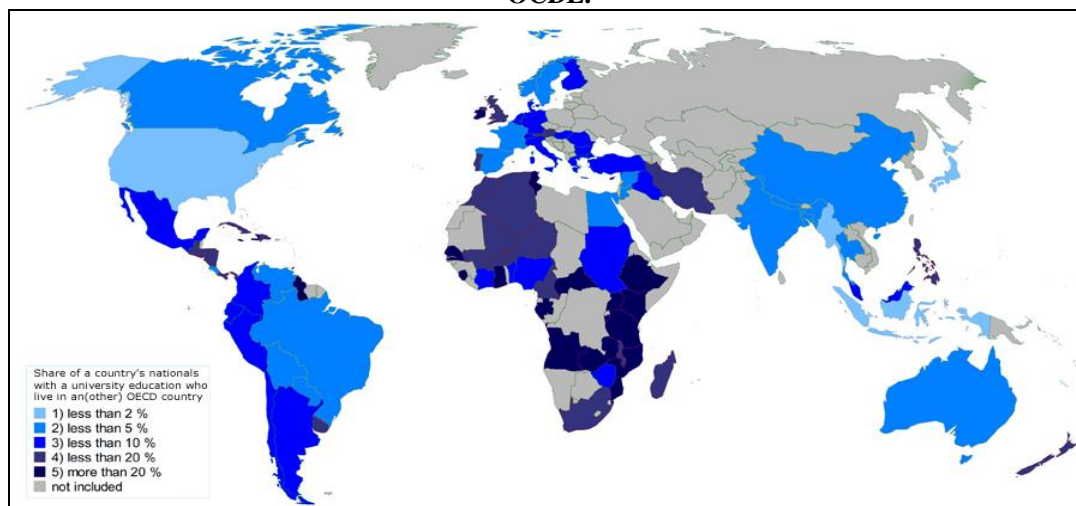 OCDE.
Share of a country's nationals
with a university education who
live in an(other) OECD country
1) less than 2 %
2) less than 5 %
3) less than 10 %
4) less than 20 %
5) more than 20 %
not included